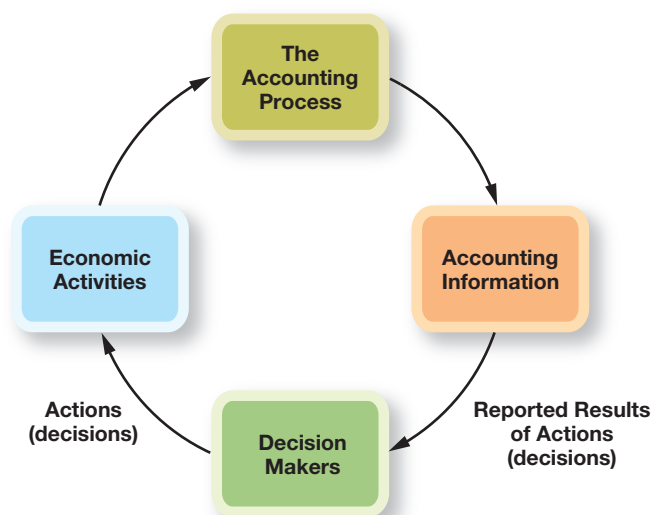 The
Accounting
Process
Economic
Activities
Accounting
Information
Actions
(decisions)
Reported Results
of Actions
(decisions)
Decision
Makers